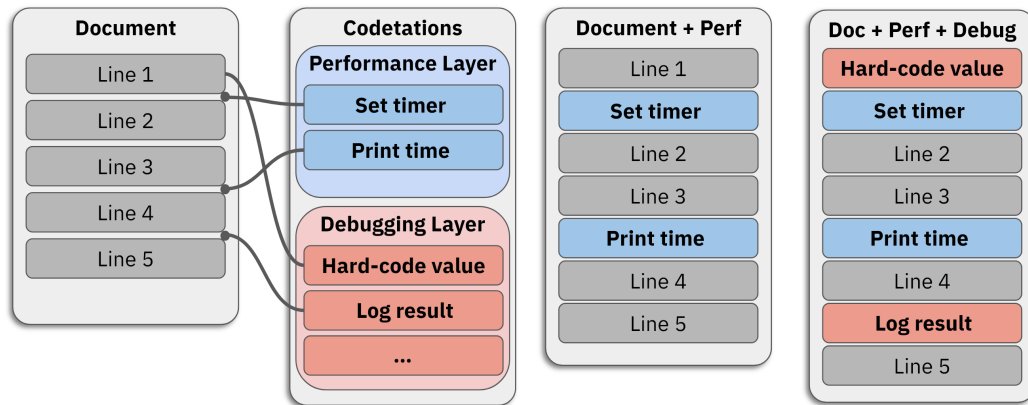 Document
Line 1
Line 2
Line 3
Line 4
Line 5
Codetations
Performance Layer
Set timer
Print time
Debugging Layer
Hard-code value
Log result
...
Document + Perf
Line 1
Set timer
Line 2
Line 3
Print time
Line 4
Line 5
Doc + Perf + Debug
Hard-code value
Set timer
Line 2
Line 3
Print time
Line 4
Log result
Line 5